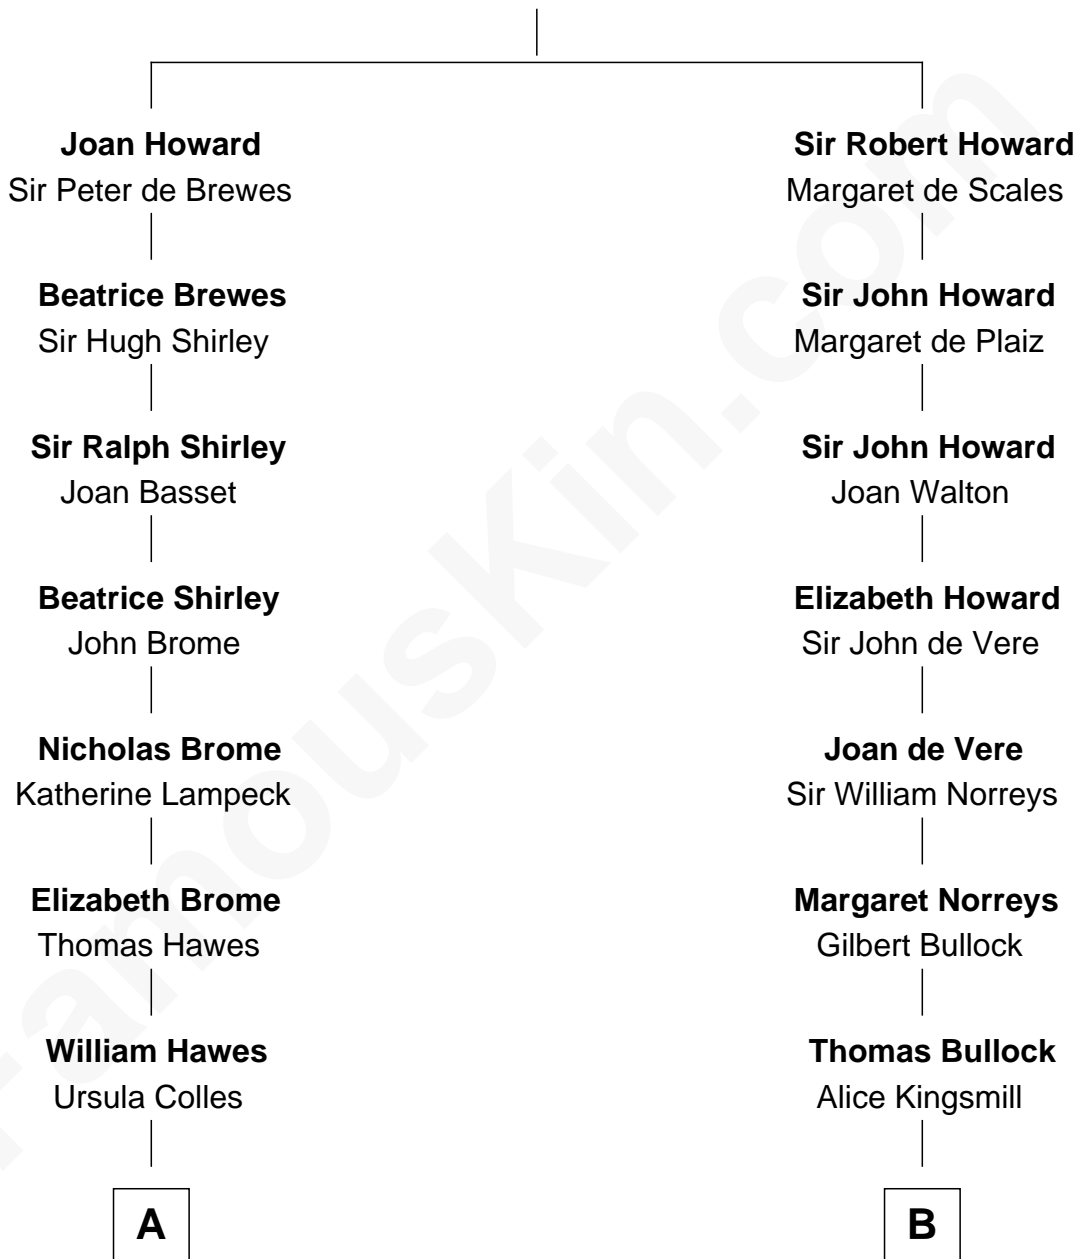 Joan Howard
Sir Peter de Brewes
Beatrice Brewes
Sir Hugh Shirley
Sir Ralph Shirley
Joan Basset
Beatrice Shirley
John Brome
Nicholas Brome
Katherine Lampeck
Elizabeth Brome
Thomas Hawes
William Hawes
Ursula Colles
A
Sir Robert Howard
Margaret de Scales
Sir John Howard
Margaret de Plaiz
Sir John Howard
Joan Walton
Elizabeth Howard
Sir John de Vere
Joan de Vere
Sir William Norreys
Margaret Norreys
Gilbert Bullock
Thomas Bullock
Alice Kingsmill
B
FamousKin.com